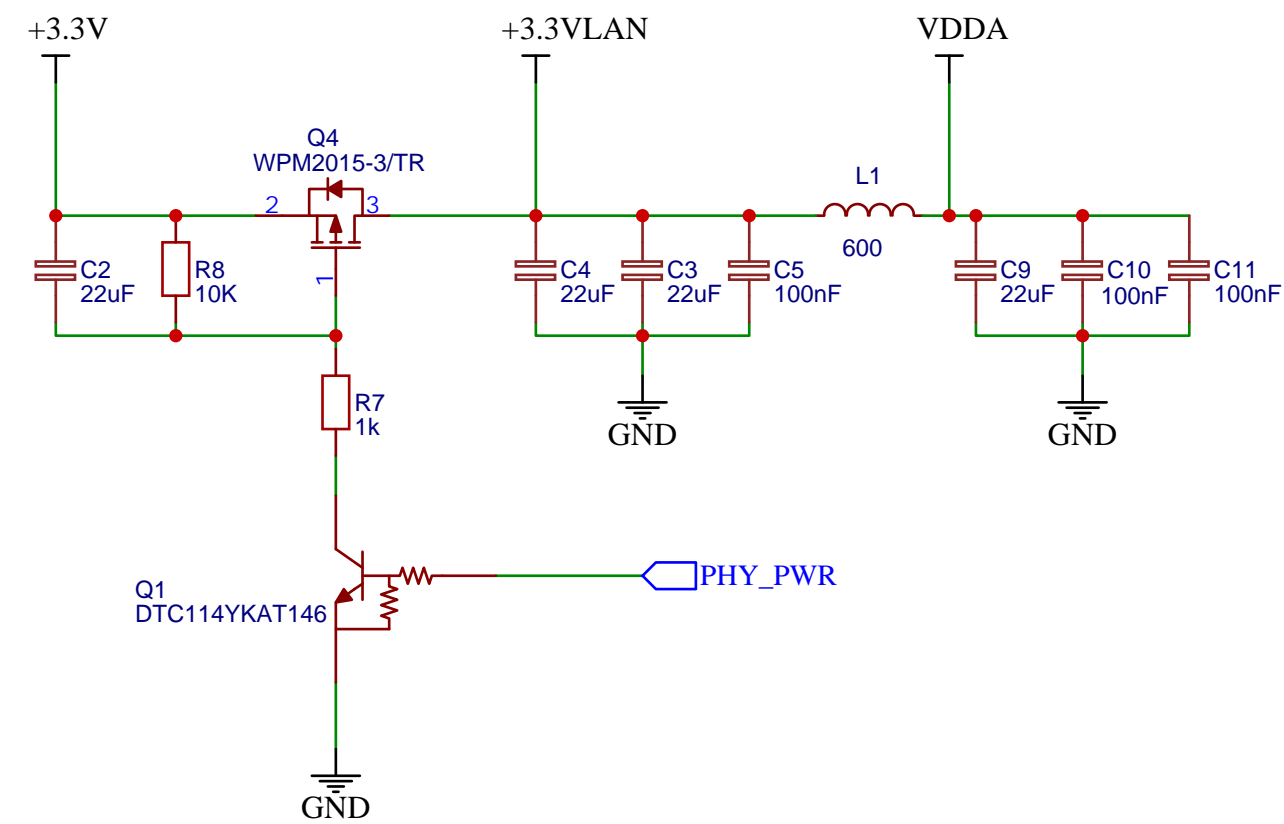 +3.3V
+3.3VLAN
VDDA
Q4
WPM2015-3/TR
2
3
1
L1
600
C2
22uF
R8
10K
C4
22uF
C3
22uF
C5
100nF
C9
22uF
C10
100nF
C11
100nF
R7
1k
GND
GND
Q1
DTC114YKAT146
PHY_PWR
GND